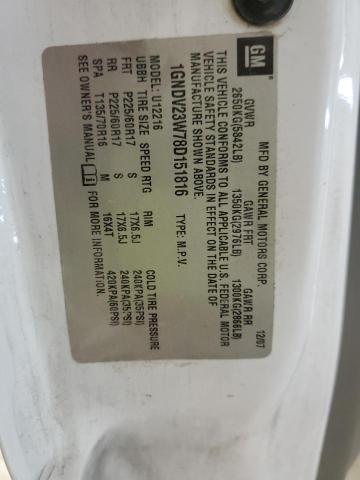 GM
MFD BY GENERAL MOTORS CORP. 12/07
GVWR GAWR FRT GAWR RR
2650KG(5842LB) 1350KG(2976LB) 1300KG(2866LB)
THIS VEHICLE CONFORMS TO ALL APPLICABLE U.S. FEDERAL MOTOR
VEHICLE SAFETY STANDARDS IN EFFECT ON THE DATE OF
MANUFACTURE SHOWN ABOVE.
1GNDV23W78D151816 TYPE: M.P.V.
MODEL: U12216
UBBH TIRE SIZE SPEED RTG RIM COLD TIRE PRESSURE
FRT P225/60R17 S 17X6.5J 240KPA(35PSI)
RR P225/60R17 S 17X6.5J 240KPA(35PSI)
SPA T135/70R16 M 16X4T 420KPA(60PSI)
SEE OWNER'S MANUAL FOR MORE INFORMATION